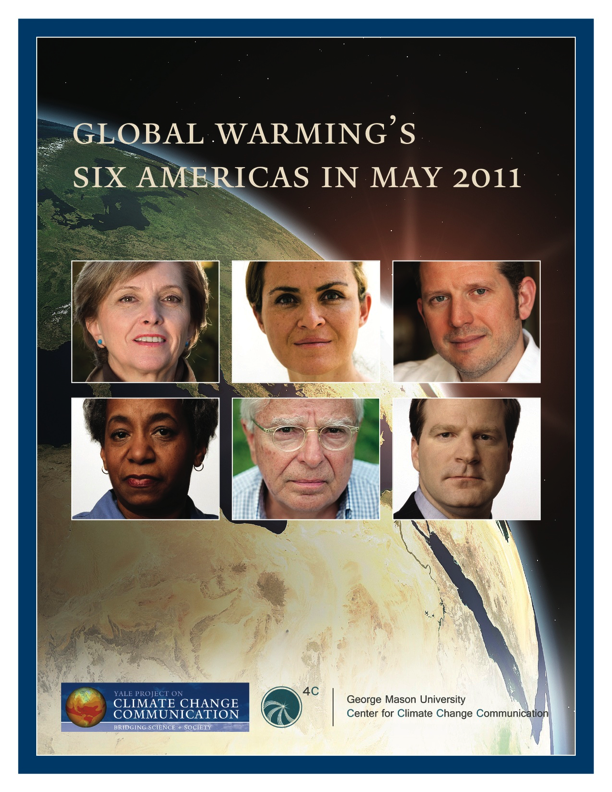 GLOBAL WARMING'S
SIX AMERICAS IN MAY 2011
YALE PROJECT ON
CLIMATE CHANGE
COMMUNICATION
BRIDGING SCIENCE + SOCIETY
4C
George Mason University
Center for Climate Change Communication